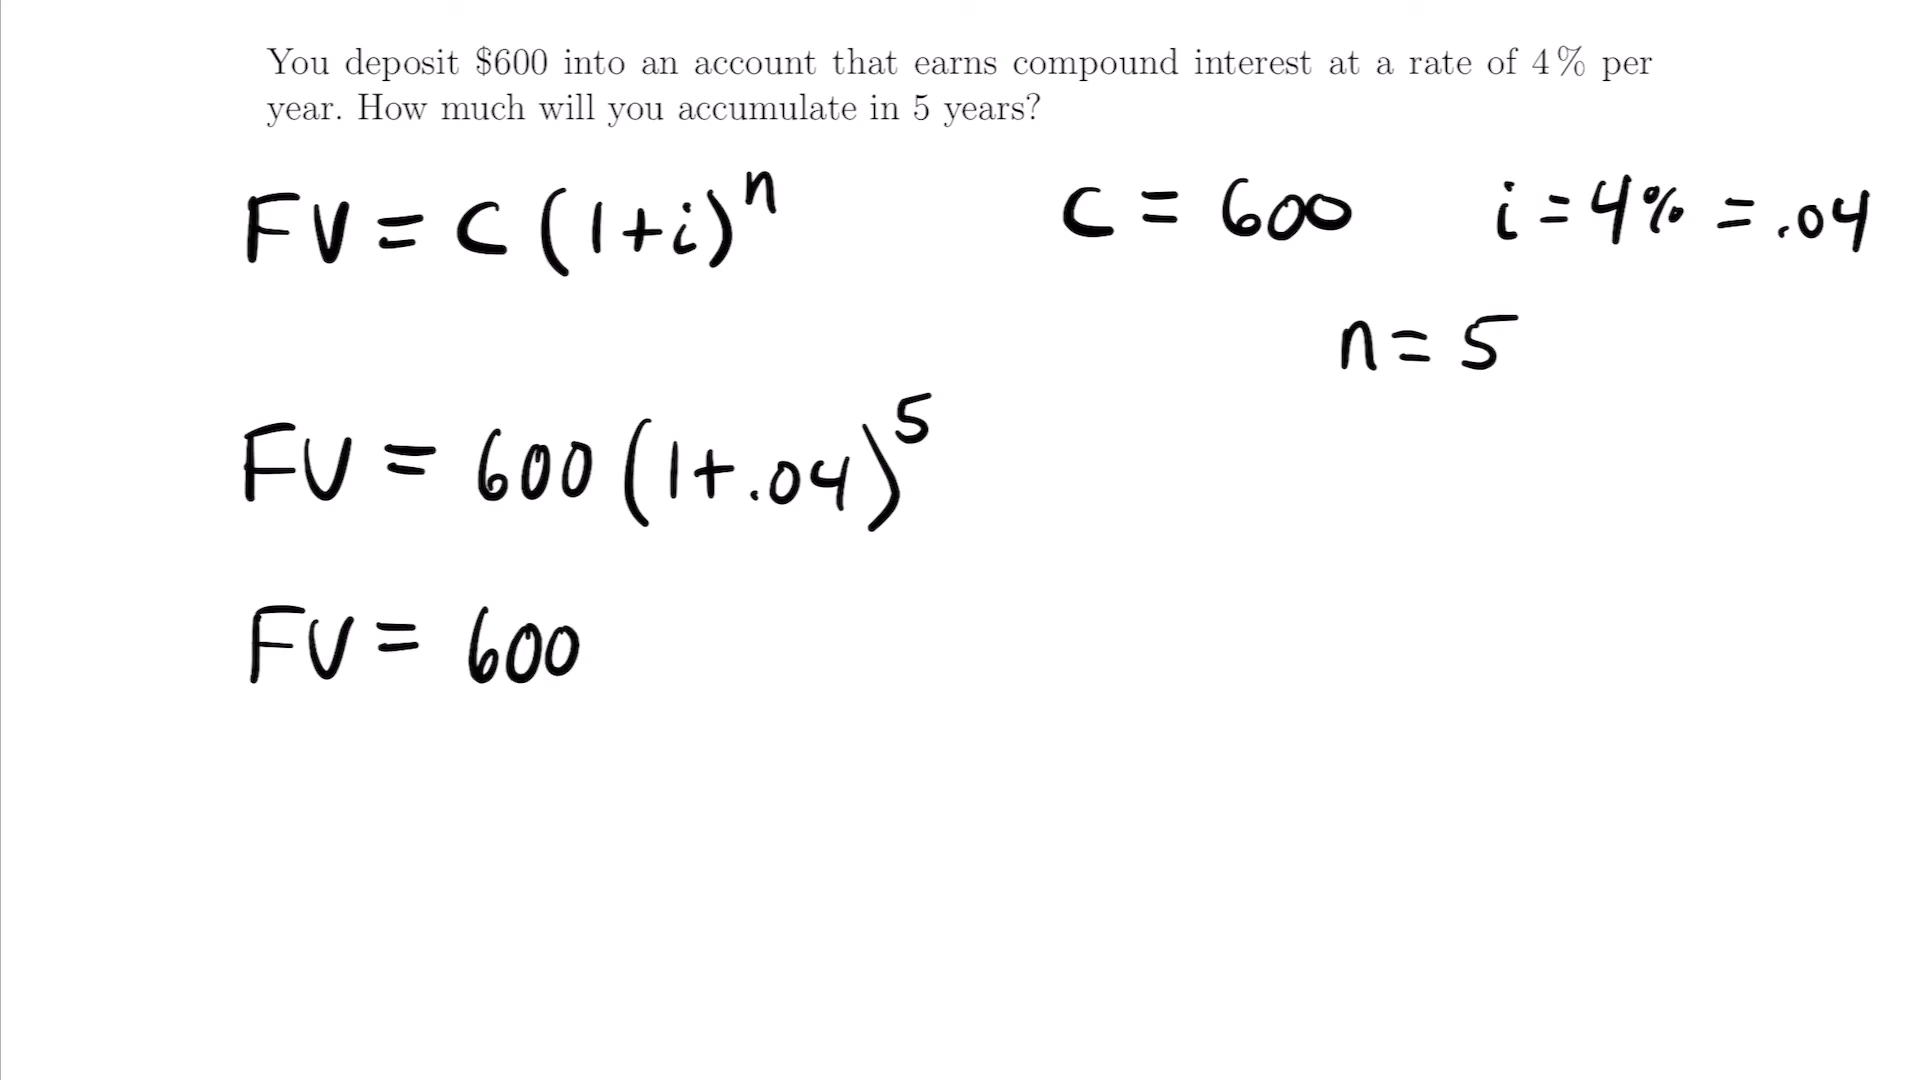 You deposit $600 into an account that earns compound interest at a rate of 4% per
year. How much will you accumulate in 5 years?
FV = C (1+i)^n
C = 600
i = 4% = .04
n = 5
FV = 600 (1+.04)^5
FV = 600